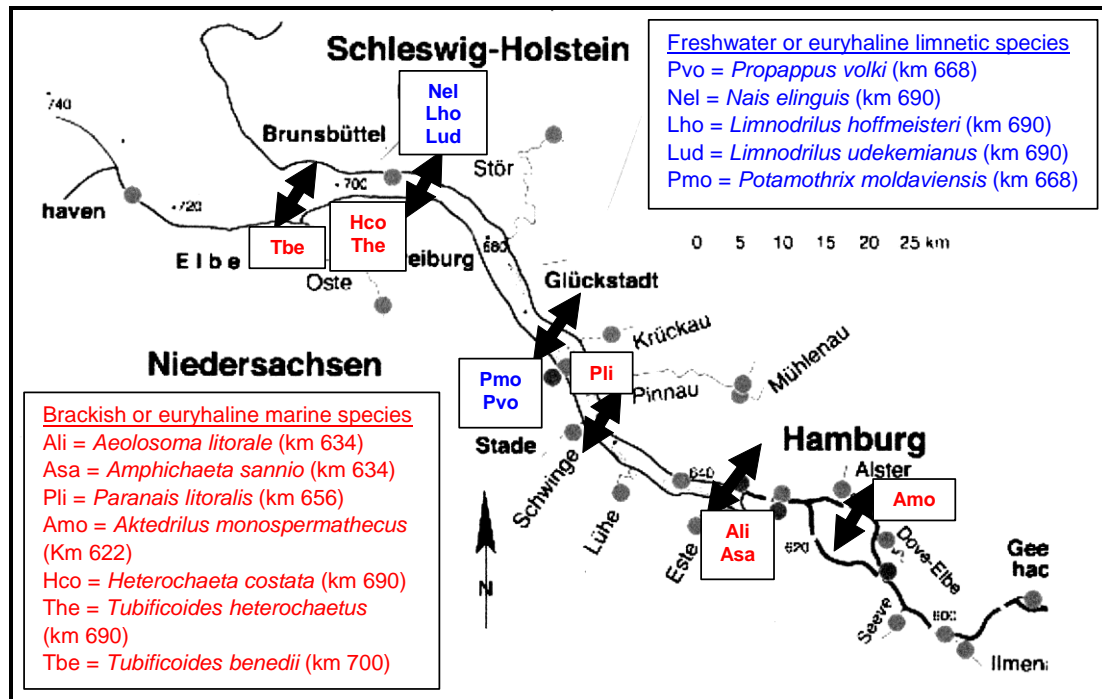 Schleswig-Holstein
Freshwater or euryhaline limnetic species
Pvo = Propappus volki (km 668)
Nel = Nais elinguis (km 690)
Lho = Limnodrilus hoffmeisteri (km 690)
Lud = Limnodrilus udekemianus (km 690)
Pmo = Potamothrix moldaviensis (km 668)
Nel
Lho
Lud
740
Brunsbüttel
Stör
700
haven
720
Tbe
Hco
The
680
0 5 10 15 20 25 km
Elbe
eiburg
Oste
Glückstadt
Krückau
Niedersachsen
Pmo
Pvo
Pli
Pinnau
Mühlenau
Stade
Hamburg
Brackish or euryhaline marine species
Ali = Aeolosoma litorale (km 634)
Asa = Amphichaeta sannio (km 634)
Pli = Paranais litoralis (km 656)
Amo = Aktedrilus monospermathecus
(Km 622)
Hco = Heterochaeta costata (km 690)
The = Tubificoides heterochaetus
(km 690)
Tbe = Tubificoides benedii (km 700)
Schwinge
640
Alster
Amo
Lühe
Este
Ali
Asa
620
Dove-Elbe
Gee
hac
N
Seeve
600
Ilmena